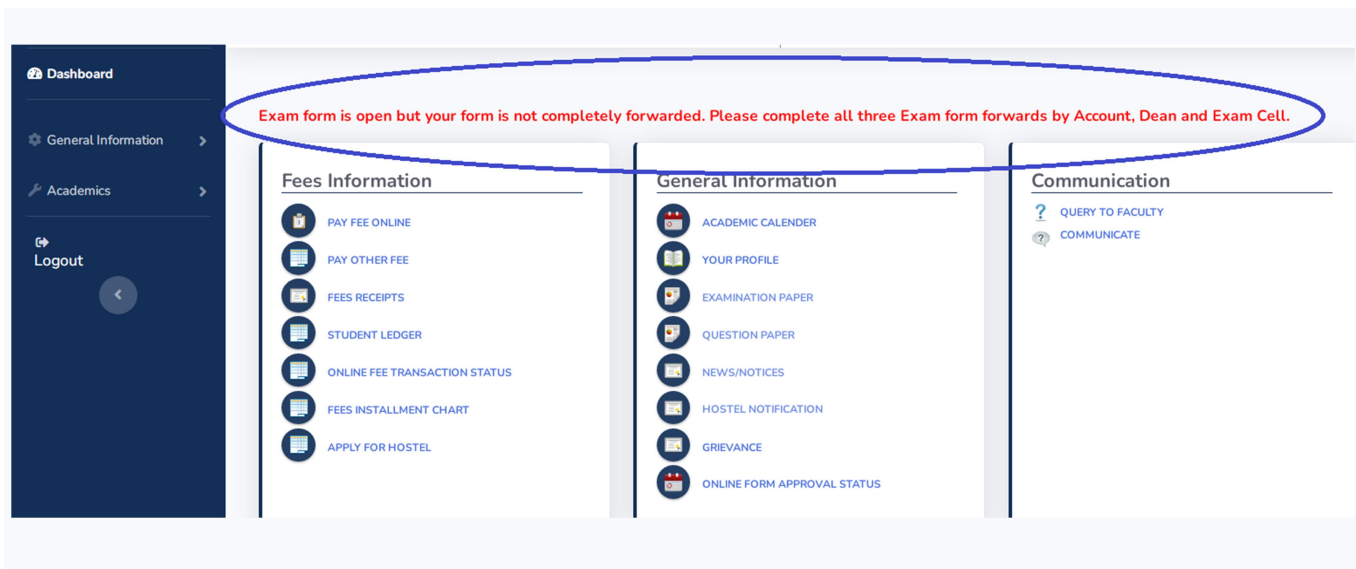 Dashboard
General Information
Academics
Logout
Exam form is open but your form is not completely forwarded. Please complete all three Exam form forwards by Account, Dean and Exam Cell.
Fees Information
PAY FEE ONLINE
PAY OTHER FEE
FEES RECEIPTS
STUDENT LEDGER
ONLINE FEE TRANSACTION STATUS
FEES INSTALLMENT CHART
APPLY FOR HOSTEL
General Information
ACADEMIC CALENDER
YOUR PROFILE
EXAMINATION PAPER
QUESTION PAPER
NEWS/NOTICES
HOSTEL NOTIFICATION
GRIEVANCE
ONLINE FORM APPROVAL STATUS
Communication
QUERY TO FACULTY
COMMUNICATE